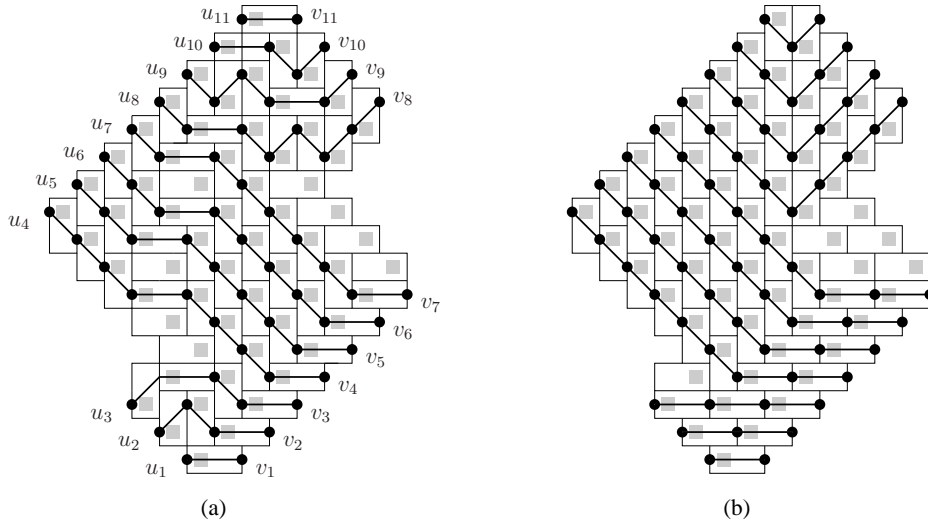 u₁₁ v₁₁
u₁₀ v₁₀
u₉ v₉
u₈ v₈
u₇
u₆
u₅
u₄
v₇
v₆
v₅
v₄
u₃ v₃
u₂ v₂
u₁ v₁
(a) (b)